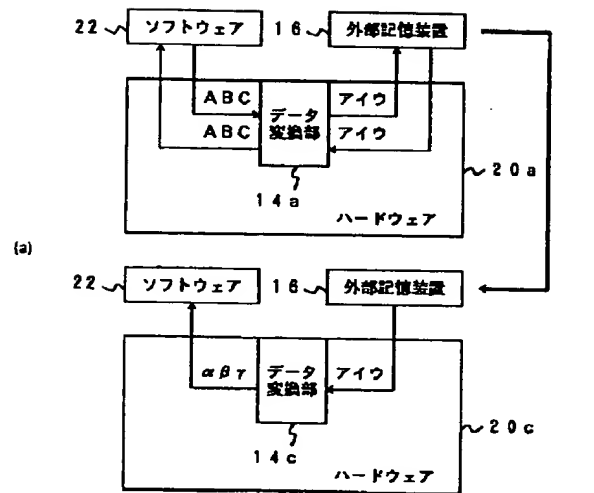 22 ソフトウェア 16 外部記憶装置
ABC データ アイウ
ABC 変換部 アイウ
20a
14a
ハードウェア
(a)
22 ソフトウェア 16 外部記憶装置
αβγ データ アイウ
変換部
20c
14c
ハードウェア